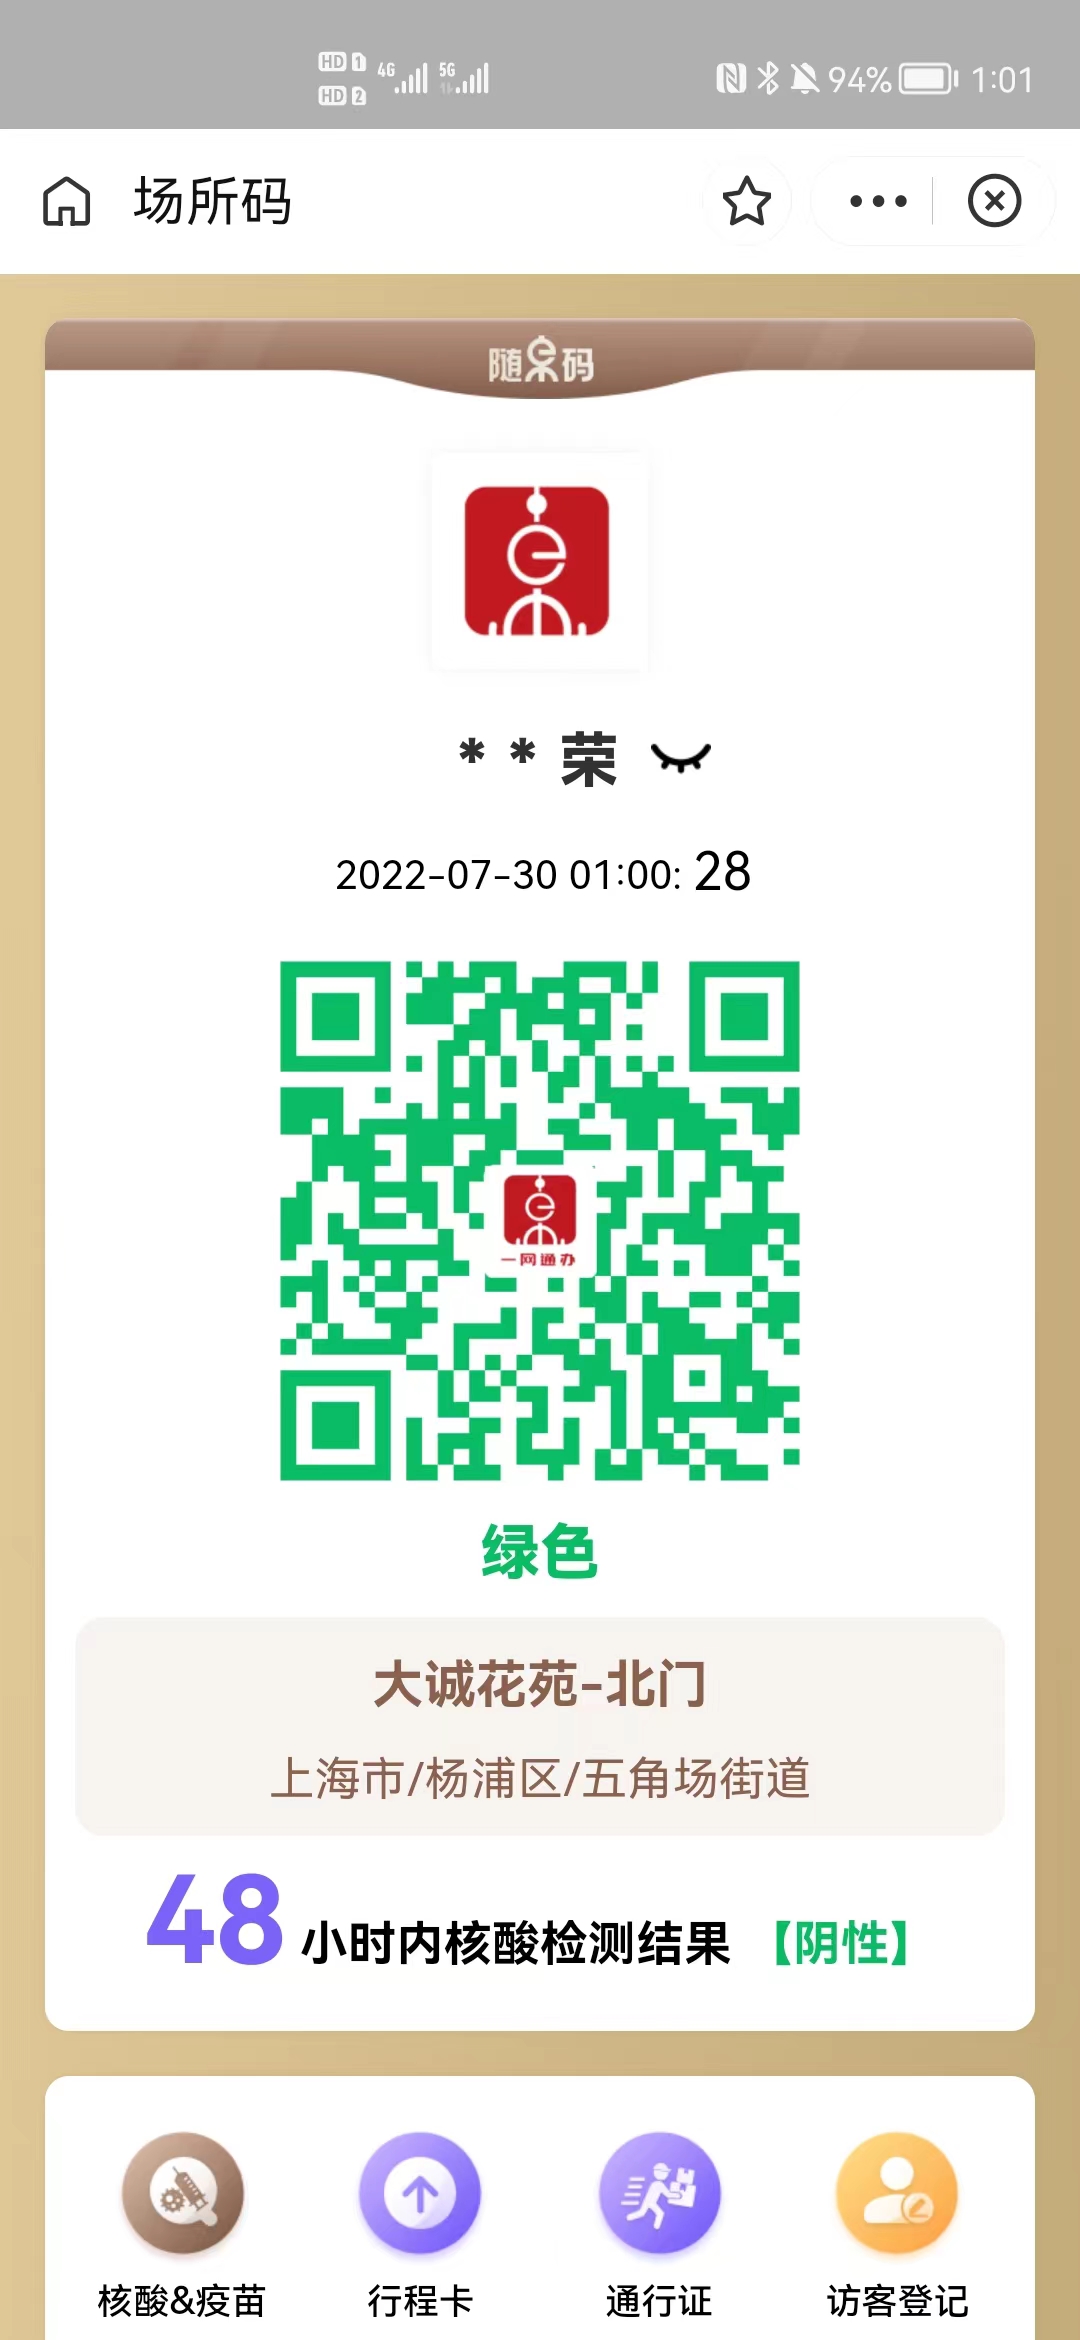 HD 1 4G 5G 94% 1:01
HD 2
场所码
随申码
**荣
2022-07-30 01:00: 28
一网通办
绿色
大诚花苑-北门
上海市/杨浦区/五角场街道
48小时内核酸检测结果【阴性】
核酸&疫苗 行程卡 通行证 访客登记